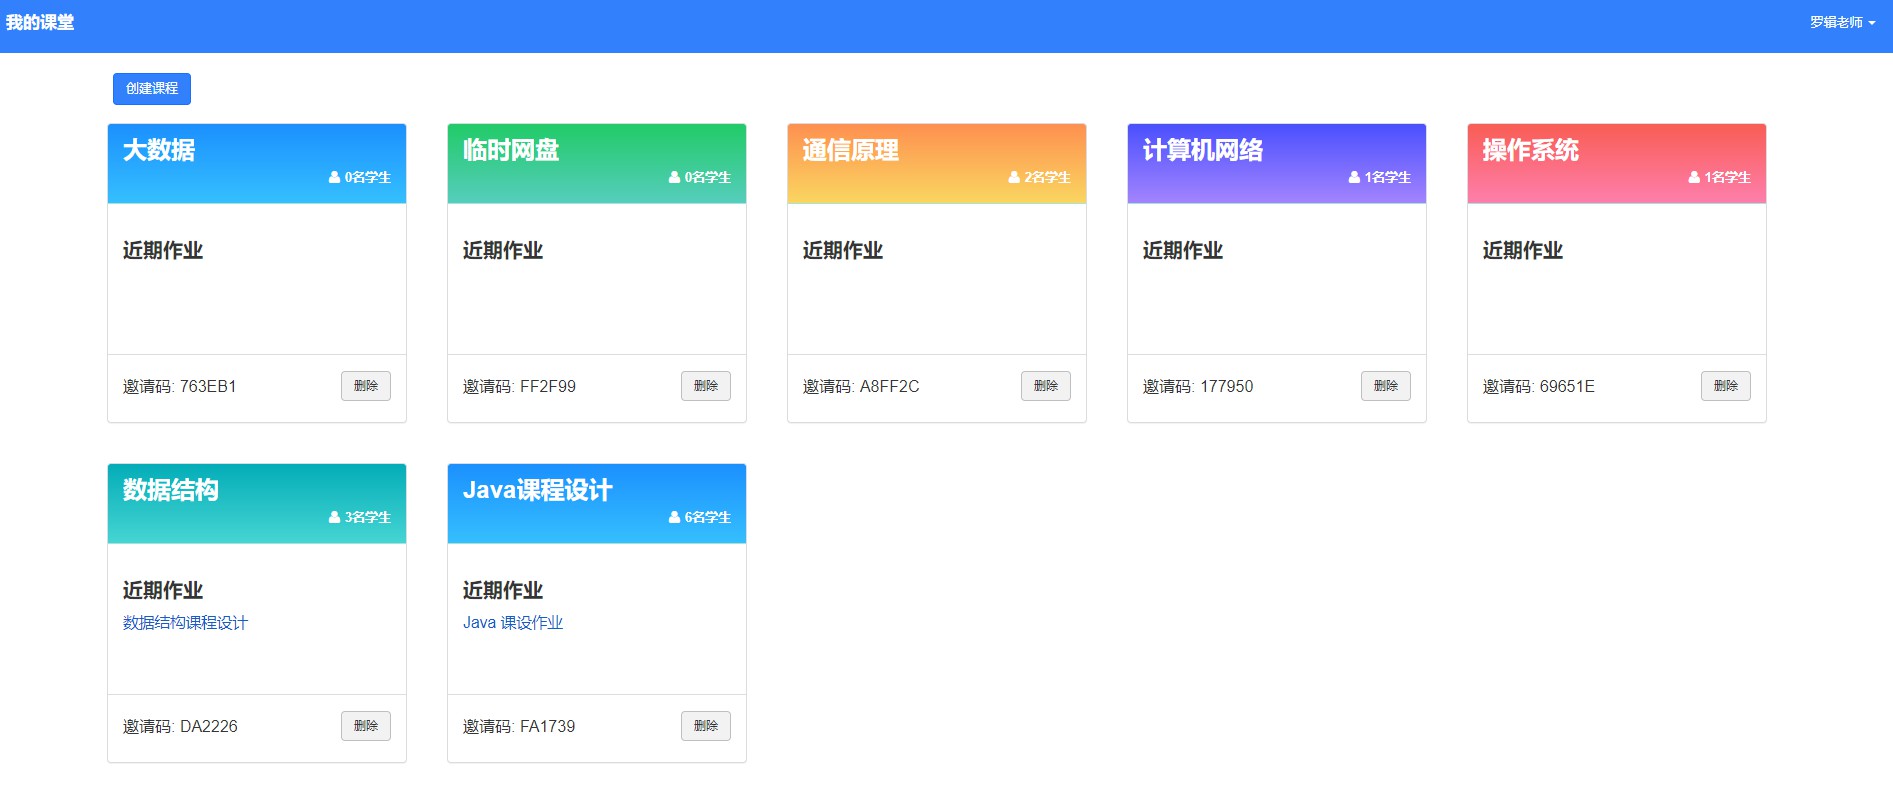 我的课堂
罗辑老师
创建课程
大数据
0名学生
近期作业
邀请码: 763EB1
删除
临时网盘
0名学生
近期作业
邀请码: FF2F99
删除
通信原理
2名学生
近期作业
邀请码: A8FF2C
删除
计算机网络
1名学生
近期作业
邀请码: 177950
删除
操作系统
1名学生
近期作业
邀请码: 69651E
删除
数据结构
3名学生
近期作业
数据结构课程设计
邀请码: DA2226
删除
Java课程设计
6名学生
近期作业
Java 课设作业
邀请码: FA1739
删除